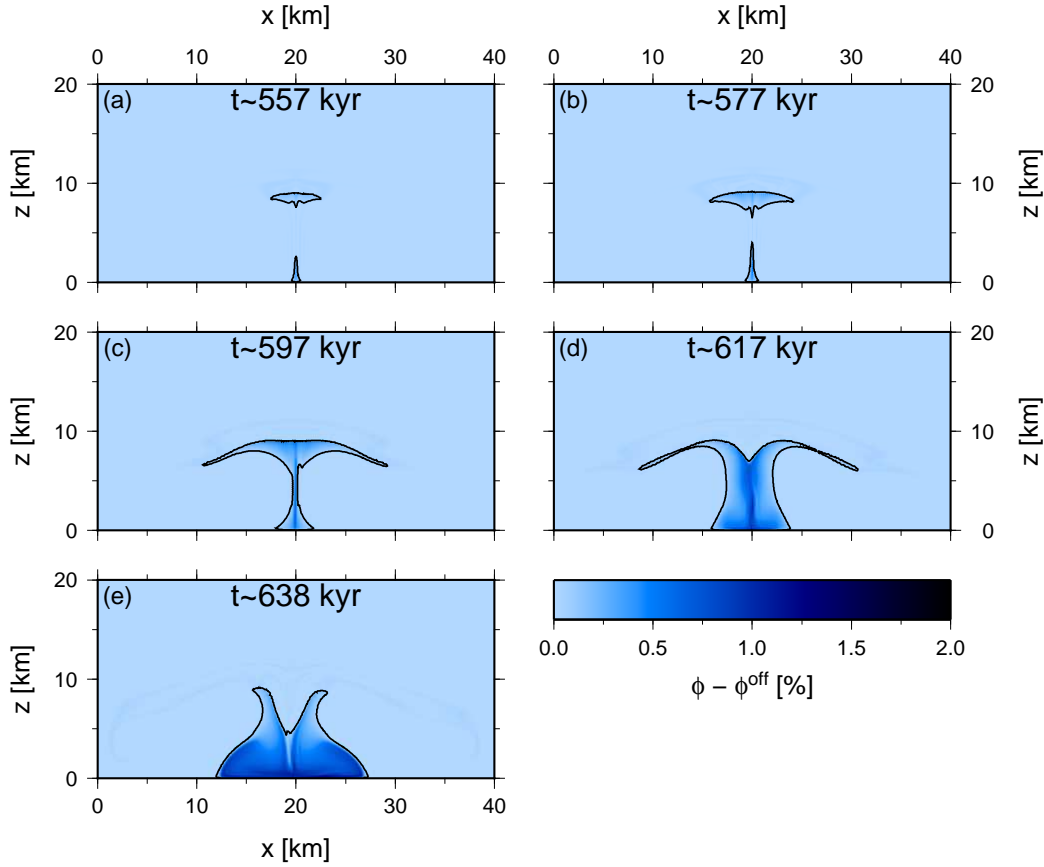 x [km] x [km]
0 10 20 30 40 0 10 20 30 40
(a) t~557 kyr (b) t~577 kyr
z [km] 20 10 0 20 10 0 z [km]
(c) t~597 kyr (d) t~617 kyr
z [km] 20 10 0 20 10 0 z [km]
(e) t~638 kyr
z [km] 20 10 0
0.0 0.5 1.0 1.5 2.0
ϕ − ϕ^off [%]
0 10 20 30 40
x [km]